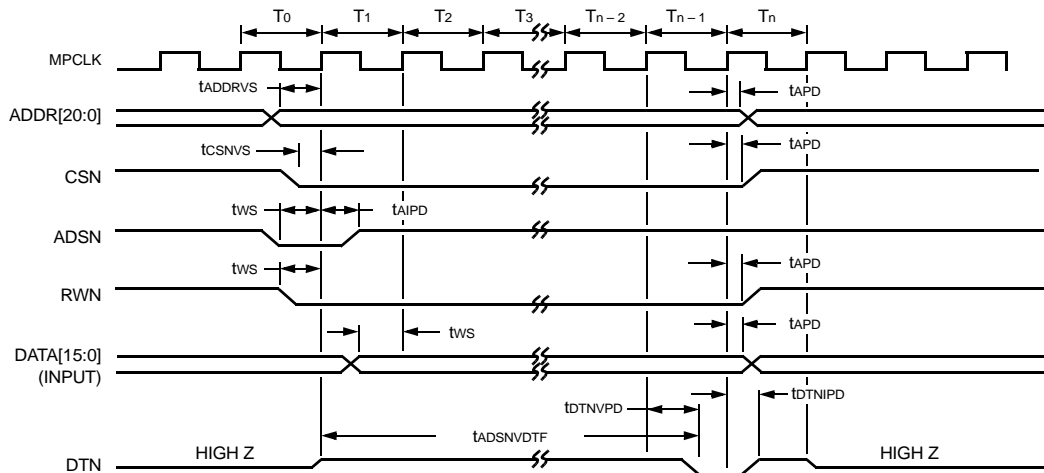 T0 T1 T2 T3 Tn – 2 Tn – 1 Tn
MPCLK
tADDRVS tAPD
ADDR[20:0]
tCSNVS tAPD
CSN
tWS tAIPD
ADSN
tWS tAPD
RWN
tWS tAPD
DATA[15:0]
(INPUT)
tDTNVPD tDTNIPD
tADSNVDTF
HIGH Z HIGH Z
DTN